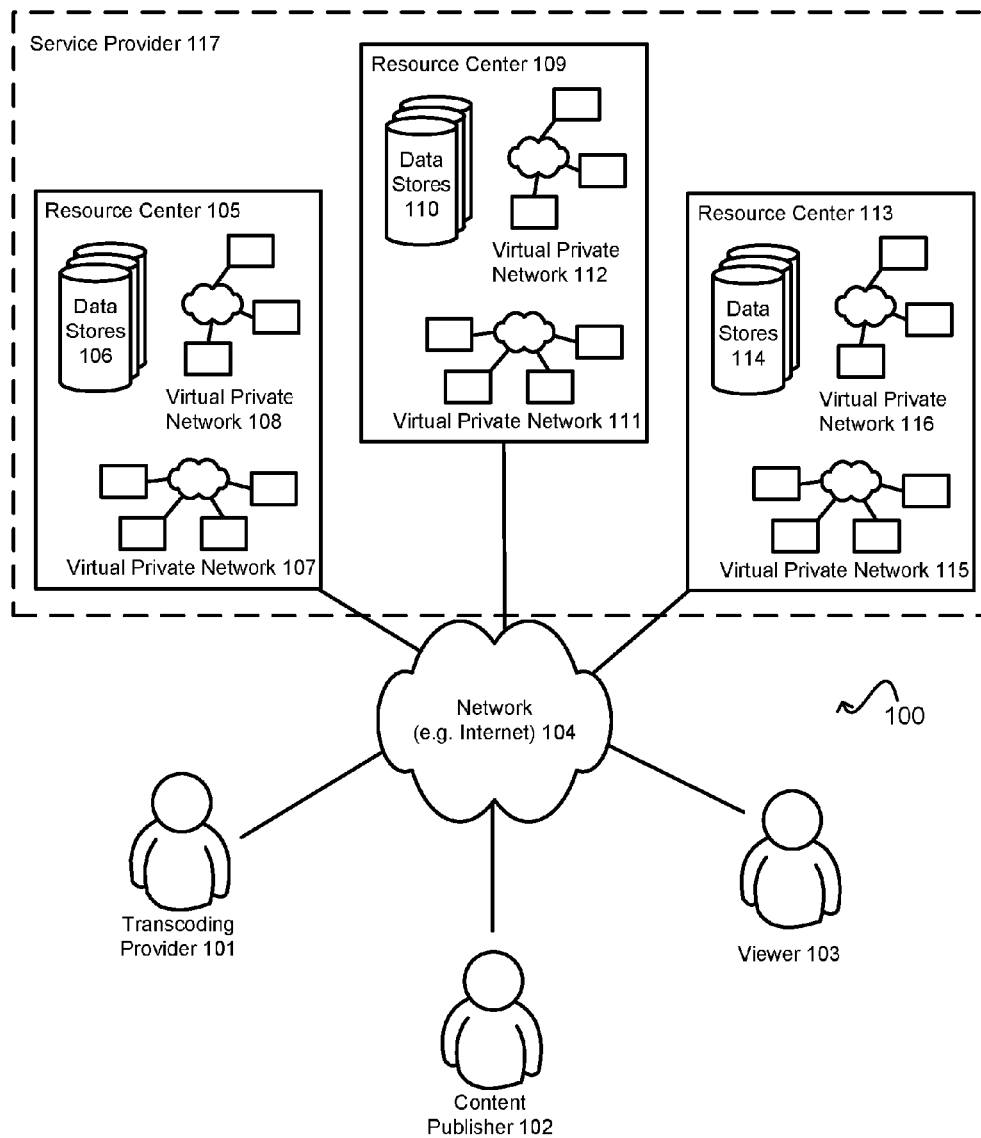 Service Provider 117
Resource Center 109
Data
Stores
110
Virtual Private
Network 112
Virtual Private Network 111
Resource Center 105
Data
Stores
106
Virtual Private
Network 108
Virtual Private Network 107
Resource Center 113
Data
Stores
114
Virtual Private
Network 116
Virtual Private Network 115
Network
(e.g. Internet) 104
100
Transcoding
Provider 101
Viewer 103
Content
Publisher 102